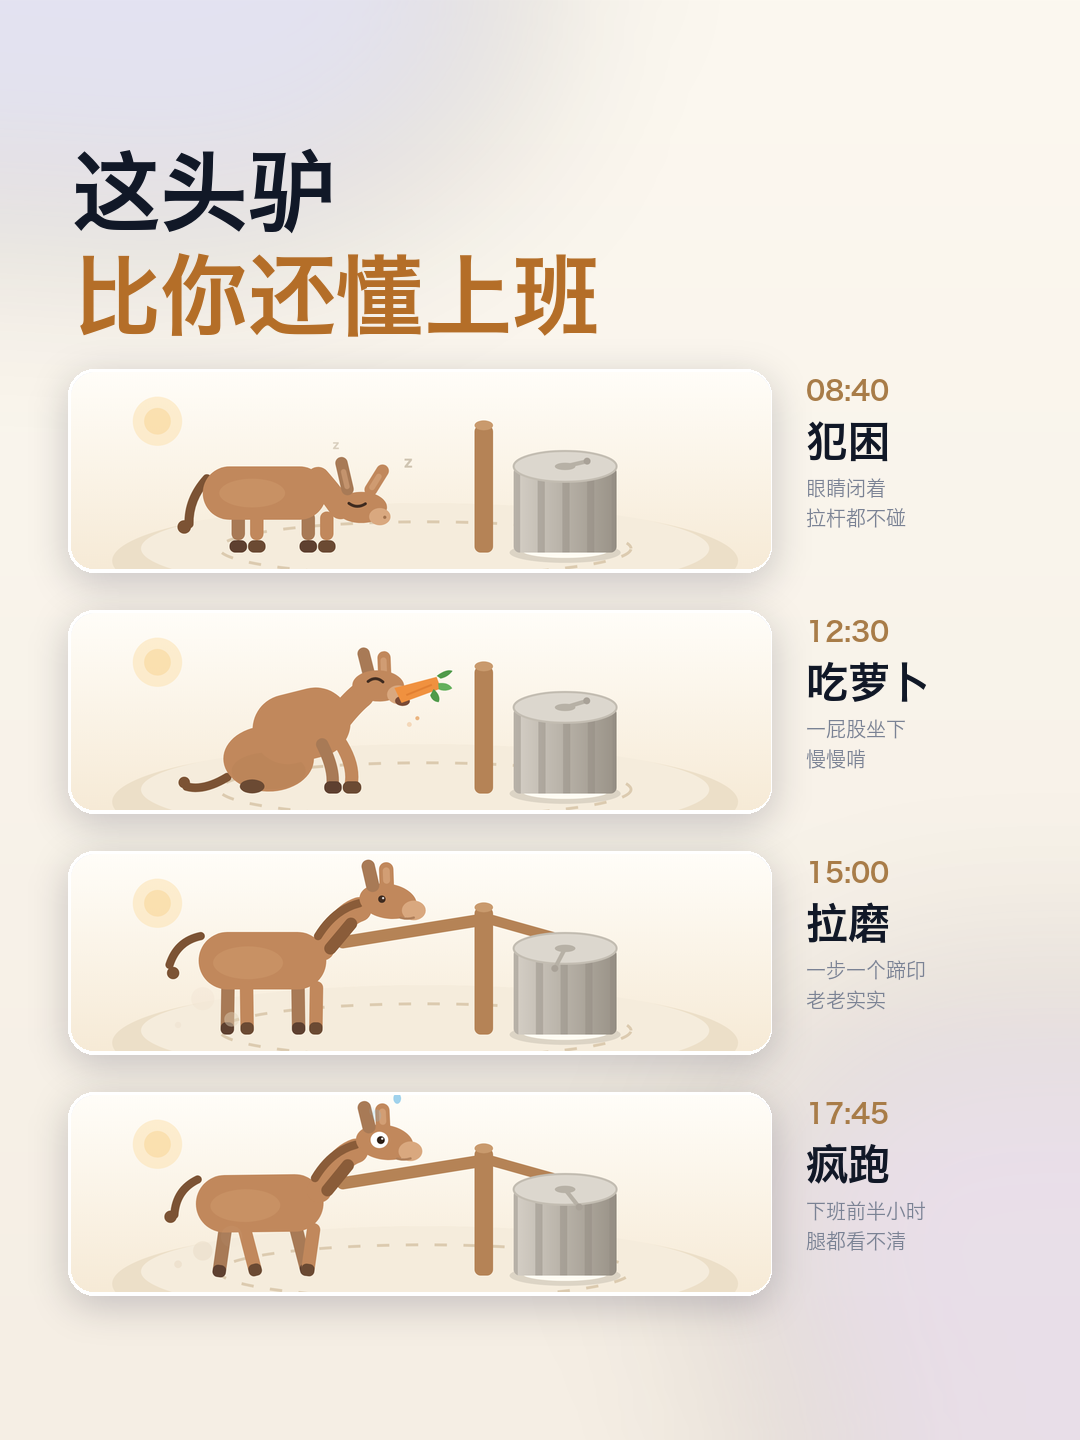 这头驴
比你还懂上班
z
z
08:40
犯困
眼睛闭着
拉杆都不碰
12:30
吃萝卜
一屁股坐下
慢慢啃
15:00
拉磨
一步一个蹄印
老老实实
17:45
疯跑
下班前半小时
腿都看不清